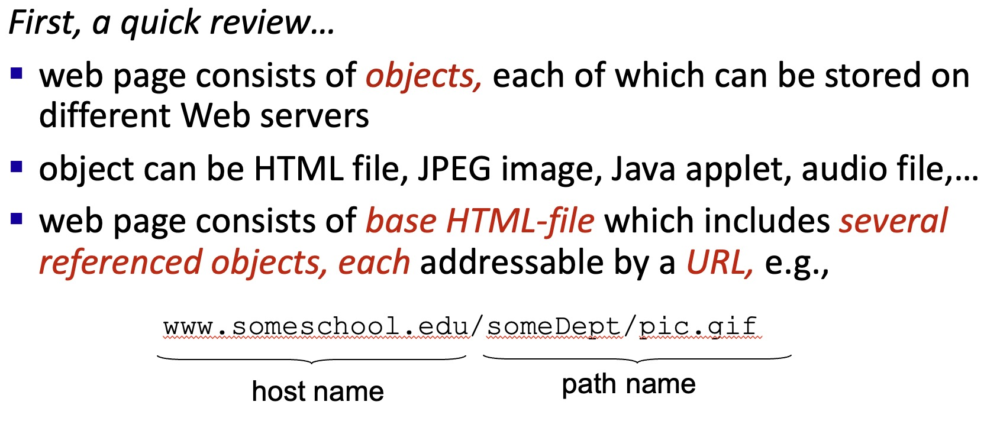 First, a quick review…
▪ web page consists of objects, each of which can be stored on
different Web servers
▪ object can be HTML file, JPEG image, Java applet, audio file,…
▪ web page consists of base HTML-file which includes several
referenced objects, each addressable by a URL, e.g.,
www.someschool.edu/someDept/pic.gif
host name path name